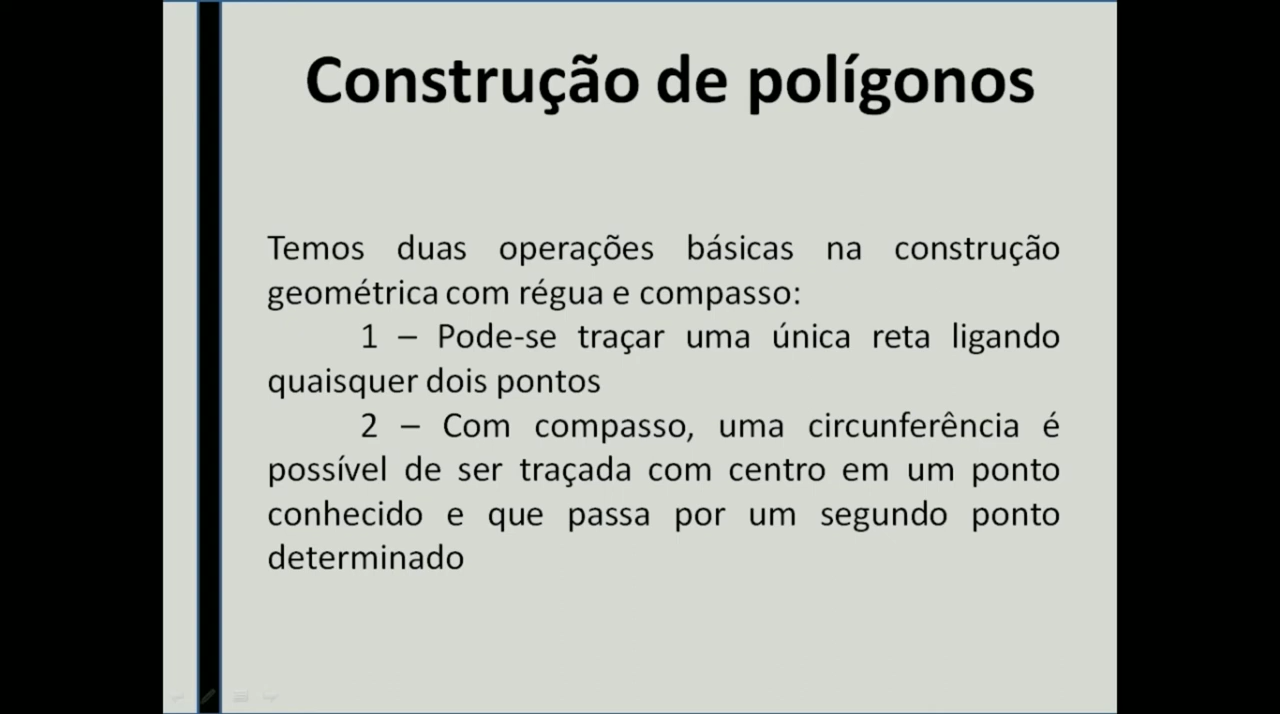 Construção de polígonos
Temos duas operações básicas na construção
geométrica com régua e compasso:
1 – Pode-se traçar uma única reta ligando
quaisquer dois pontos
2 – Com compasso, uma circunferência é
possível de ser traçada com centro em um ponto
conhecido e que passa por um segundo ponto
determinado